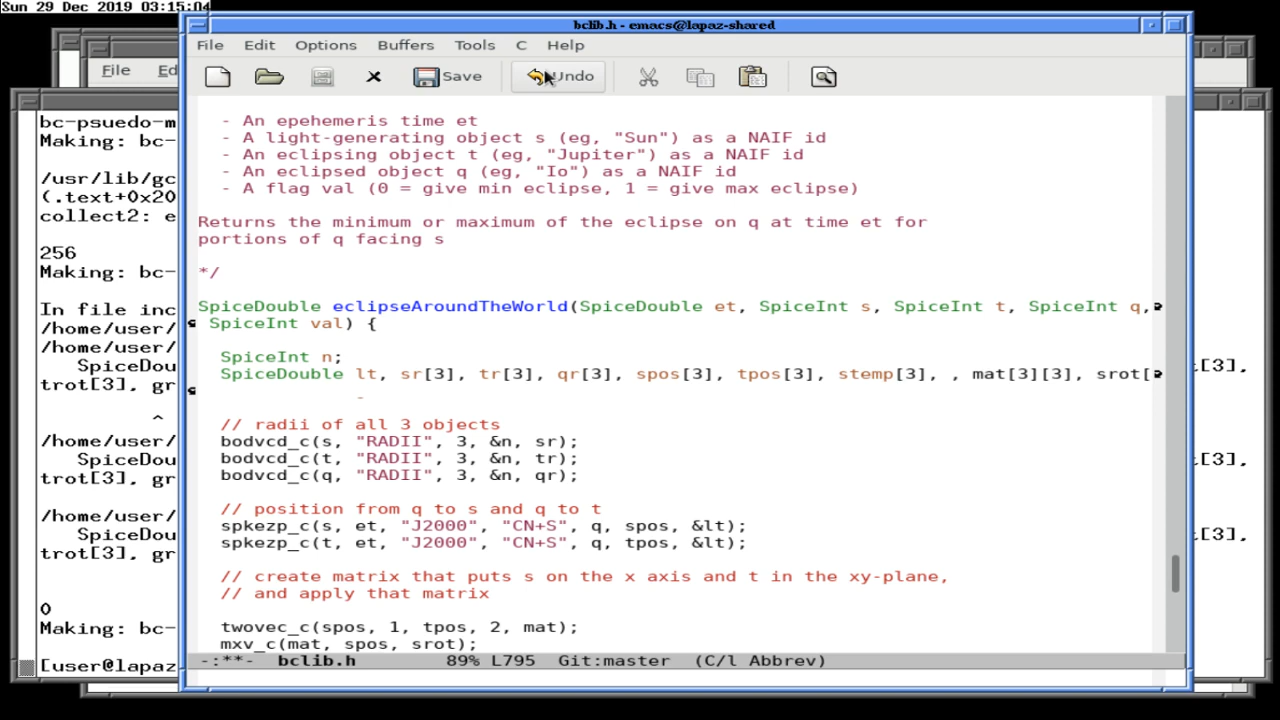 Sun 29 Dec 2019 03:15:04
bclib.h - emacs@lapaz-shared
File Edit Options Buffers Tools C Help
Save Undo
File Ed
- An epehemeris time et
- A light-generating object s (eg, "Sun") as a NAIF id
- An eclipsing object t (eg, "Jupiter") as a NAIF id
- An eclipsed object q (eg, "Io") as a NAIF id
- A flag val (0 = give min eclipse, 1 = give max eclipse)
Returns the minimum or maximum of the eclipse on q at time et for
portions of q facing s
*/
SpiceDouble eclipseAroundTheWorld(SpiceDouble et, SpiceInt s, SpiceInt t, SpiceInt q,
SpiceInt val) {
SpiceInt n;
SpiceDouble lt, sr[3], tr[3], qr[3], spos[3], tpos[3], stemp[3], , mat[3][3], srot[
// radii of all 3 objects
bodvcd_c(s, "RADII", 3, &n, sr);
bodvcd_c(t, "RADII", 3, &n, tr);
bodvcd_c(q, "RADII", 3, &n, qr);
// position from q to s and q to t
spkezp_c(s, et, "J2000", "CN+S", q, spos, &lt);
spkezp_c(t, et, "J2000", "CN+S", q, tpos, &lt);
// create matrix that puts s on the x axis and t in the xy-plane,
// and apply that matrix
twovec_c(spos, 1, tpos, 2, mat);
mxv_c(mat, spos, srot);
-:**- bclib.h 89% L795 Git:master (C/l Abbrev)
bc-psuedo-m
Making: bc-
/usr/lib/gc
(.text+0x20
collect2: e
256
Making: bc-
In file inc
/home/user/
/home/user/
SpiceDou
t[3],
trot[3], gr
^
/home/user/
SpiceDou
t[3],
trot[3], gr
/home/user/
SpiceDou
t[3],
trot[3], gr
0
Making: bc-
[user@lapaz